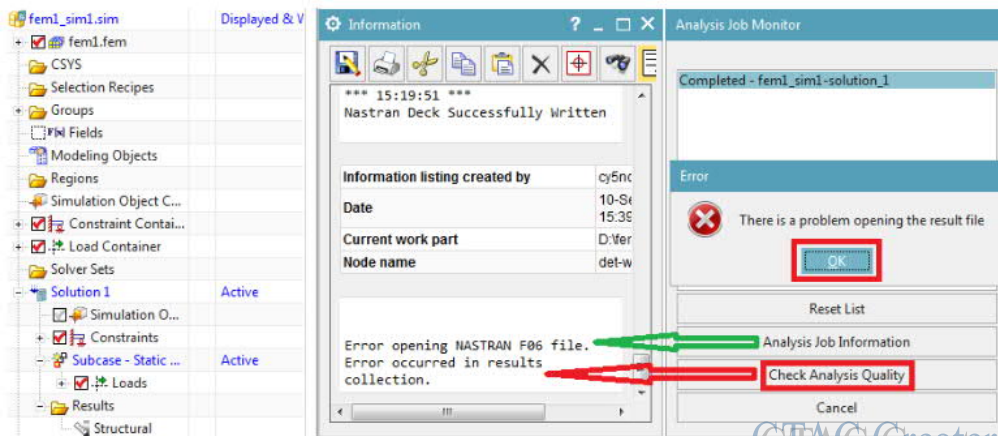 fem1_sim1.sim
Displayed & V
fem1.fem
CSYS
Selection Recipes
Groups
Fields
Modeling Objects
Regions
Simulation Object C...
Constraint Contai...
Load Container
Solver Sets
Solution 1
Active
Simulation O...
Constraints
Subcase - Static ...
Active
Loads
Results
Structural
Information
*** 15:19:51 ***
Nastran Deck Successfully Written
Information listing created by
cy5nc
Date
10-Se
15:39
Current work part
D:\fer
Node name
det-w
Error opening NASTRAN F06 file.
Error occurred in results
collection.
Analysis Job Monitor
Completed - fem1_sim1-solution_1
Error
There is a problem opening the result file
OK
Reset List
Analysis Job Information
Check Analysis Quality
Cancel